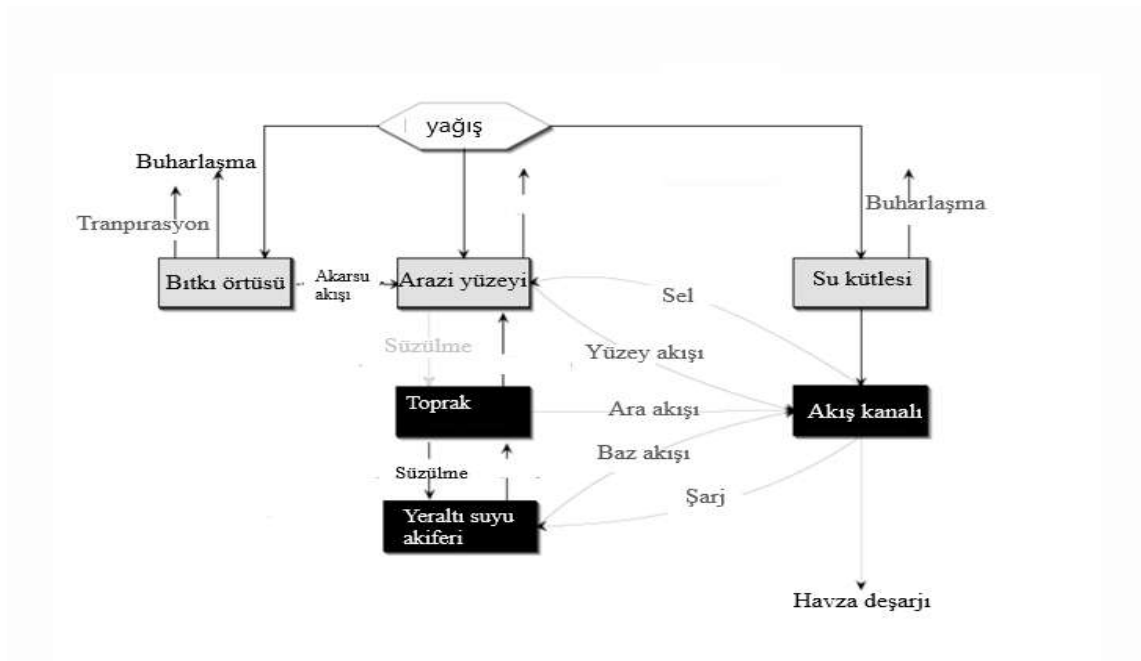 yağış
Buharlaşma
Tranpırasyon
Buharlaşma
Bıtkı örtüsü
Akarsu
akışı
Arazi yüzeyi
Su kütlesi
Sel
Süzülme
Yüzey akışı
Toprak
Ara akışı
Akış kanalı
Baz akışı
Süzülme
Şarj
Yeraltı suyu
akiferi
Havza deşarjı